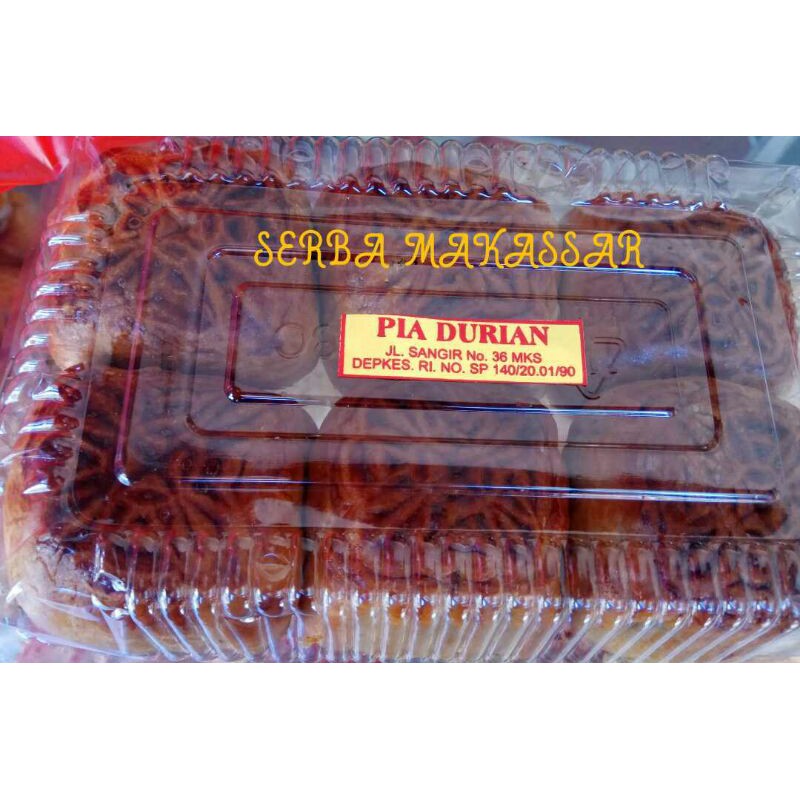 SERBA MAKASSAR
PIA DURIAN
JL. SANGIR No. 36 MKS
DEPKES. RI. NO. SP 140/20.01/90